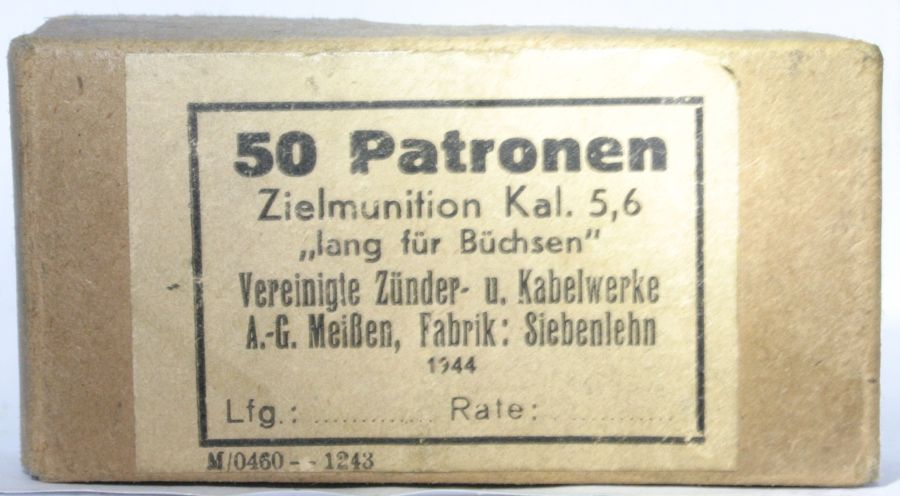 50 Patronen
Zielmunition Kal. 5,6
„lang für Büchsen"
Vereinigte Zünder- u. Kabelwerke
A.-G. Meißen, Fabrik: Siebenlehn
1944
Lfg.: ............. Rate: .............
M/0460 - - 1243